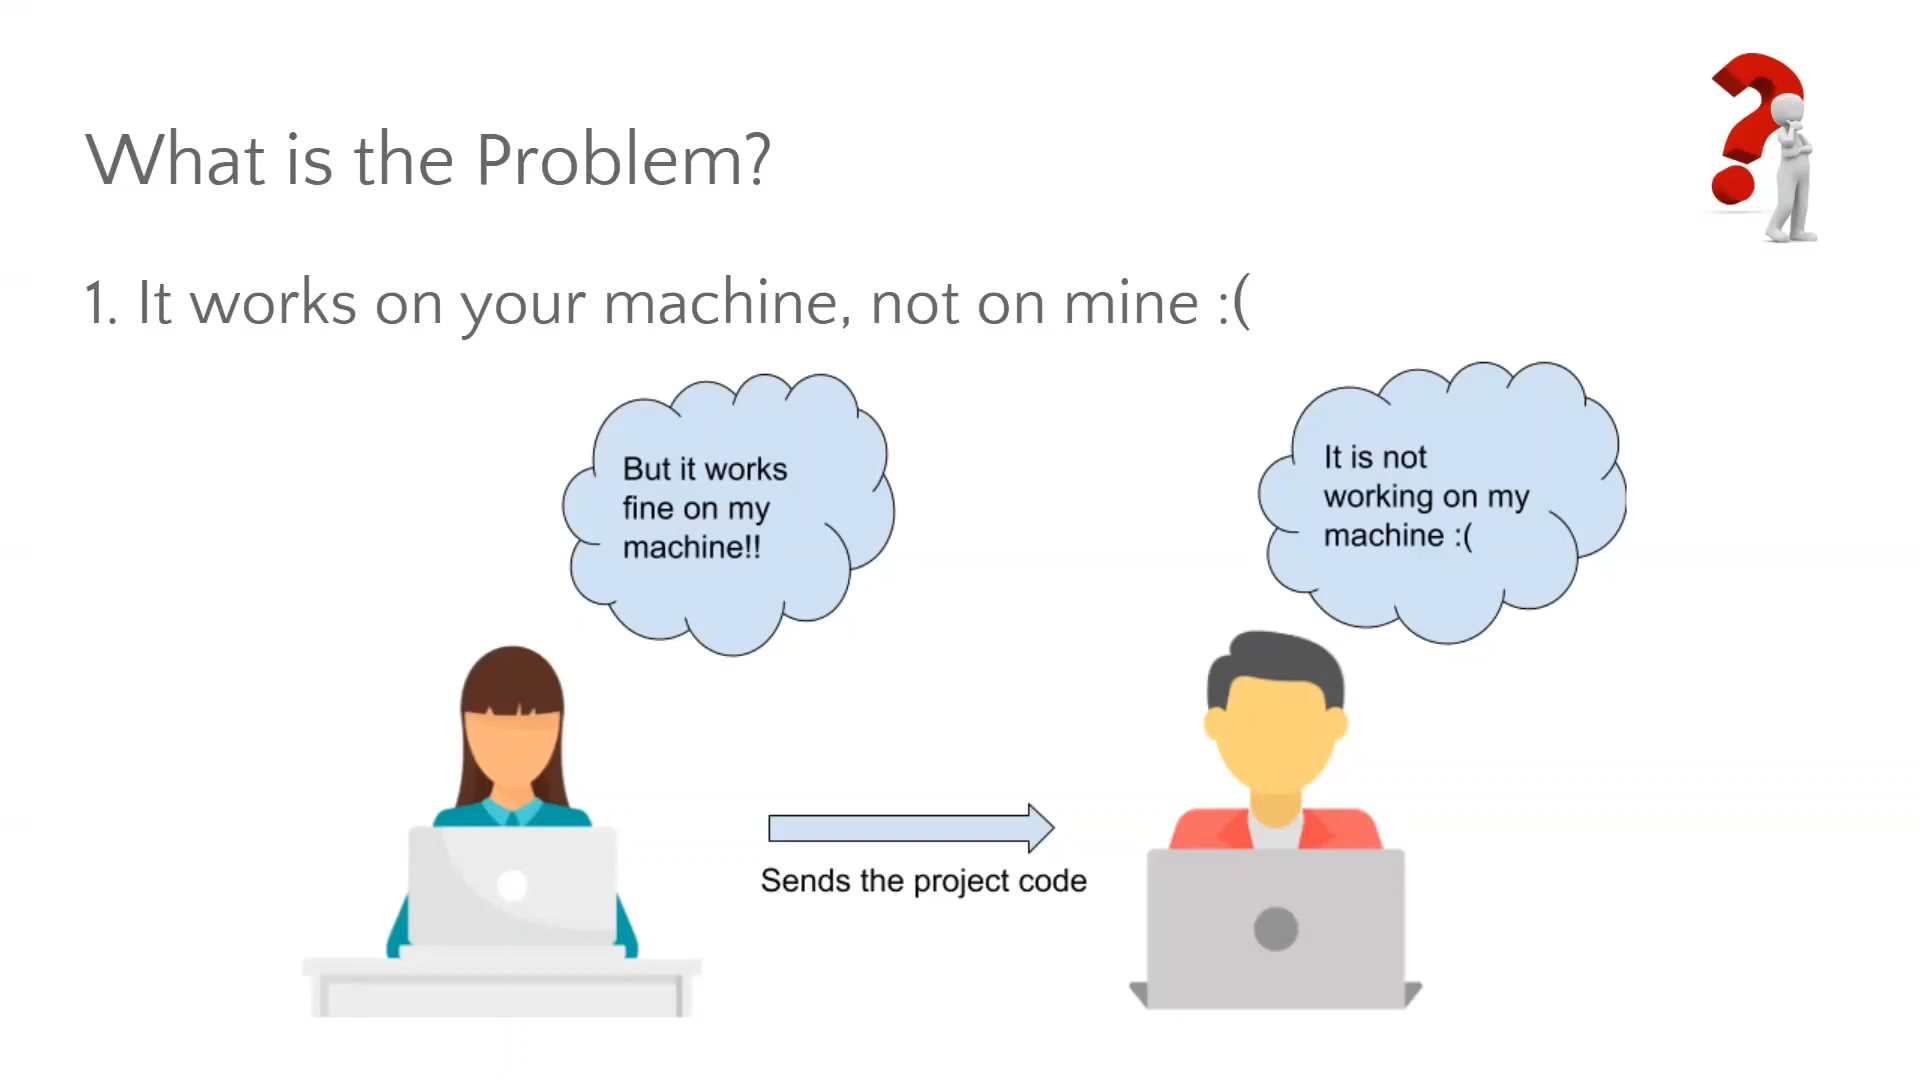 What is the Problem?
1. It works on your machine, not on mine :(
But it works
fine on my
machine!!
It is not
working on my
machine :(
Sends the project code